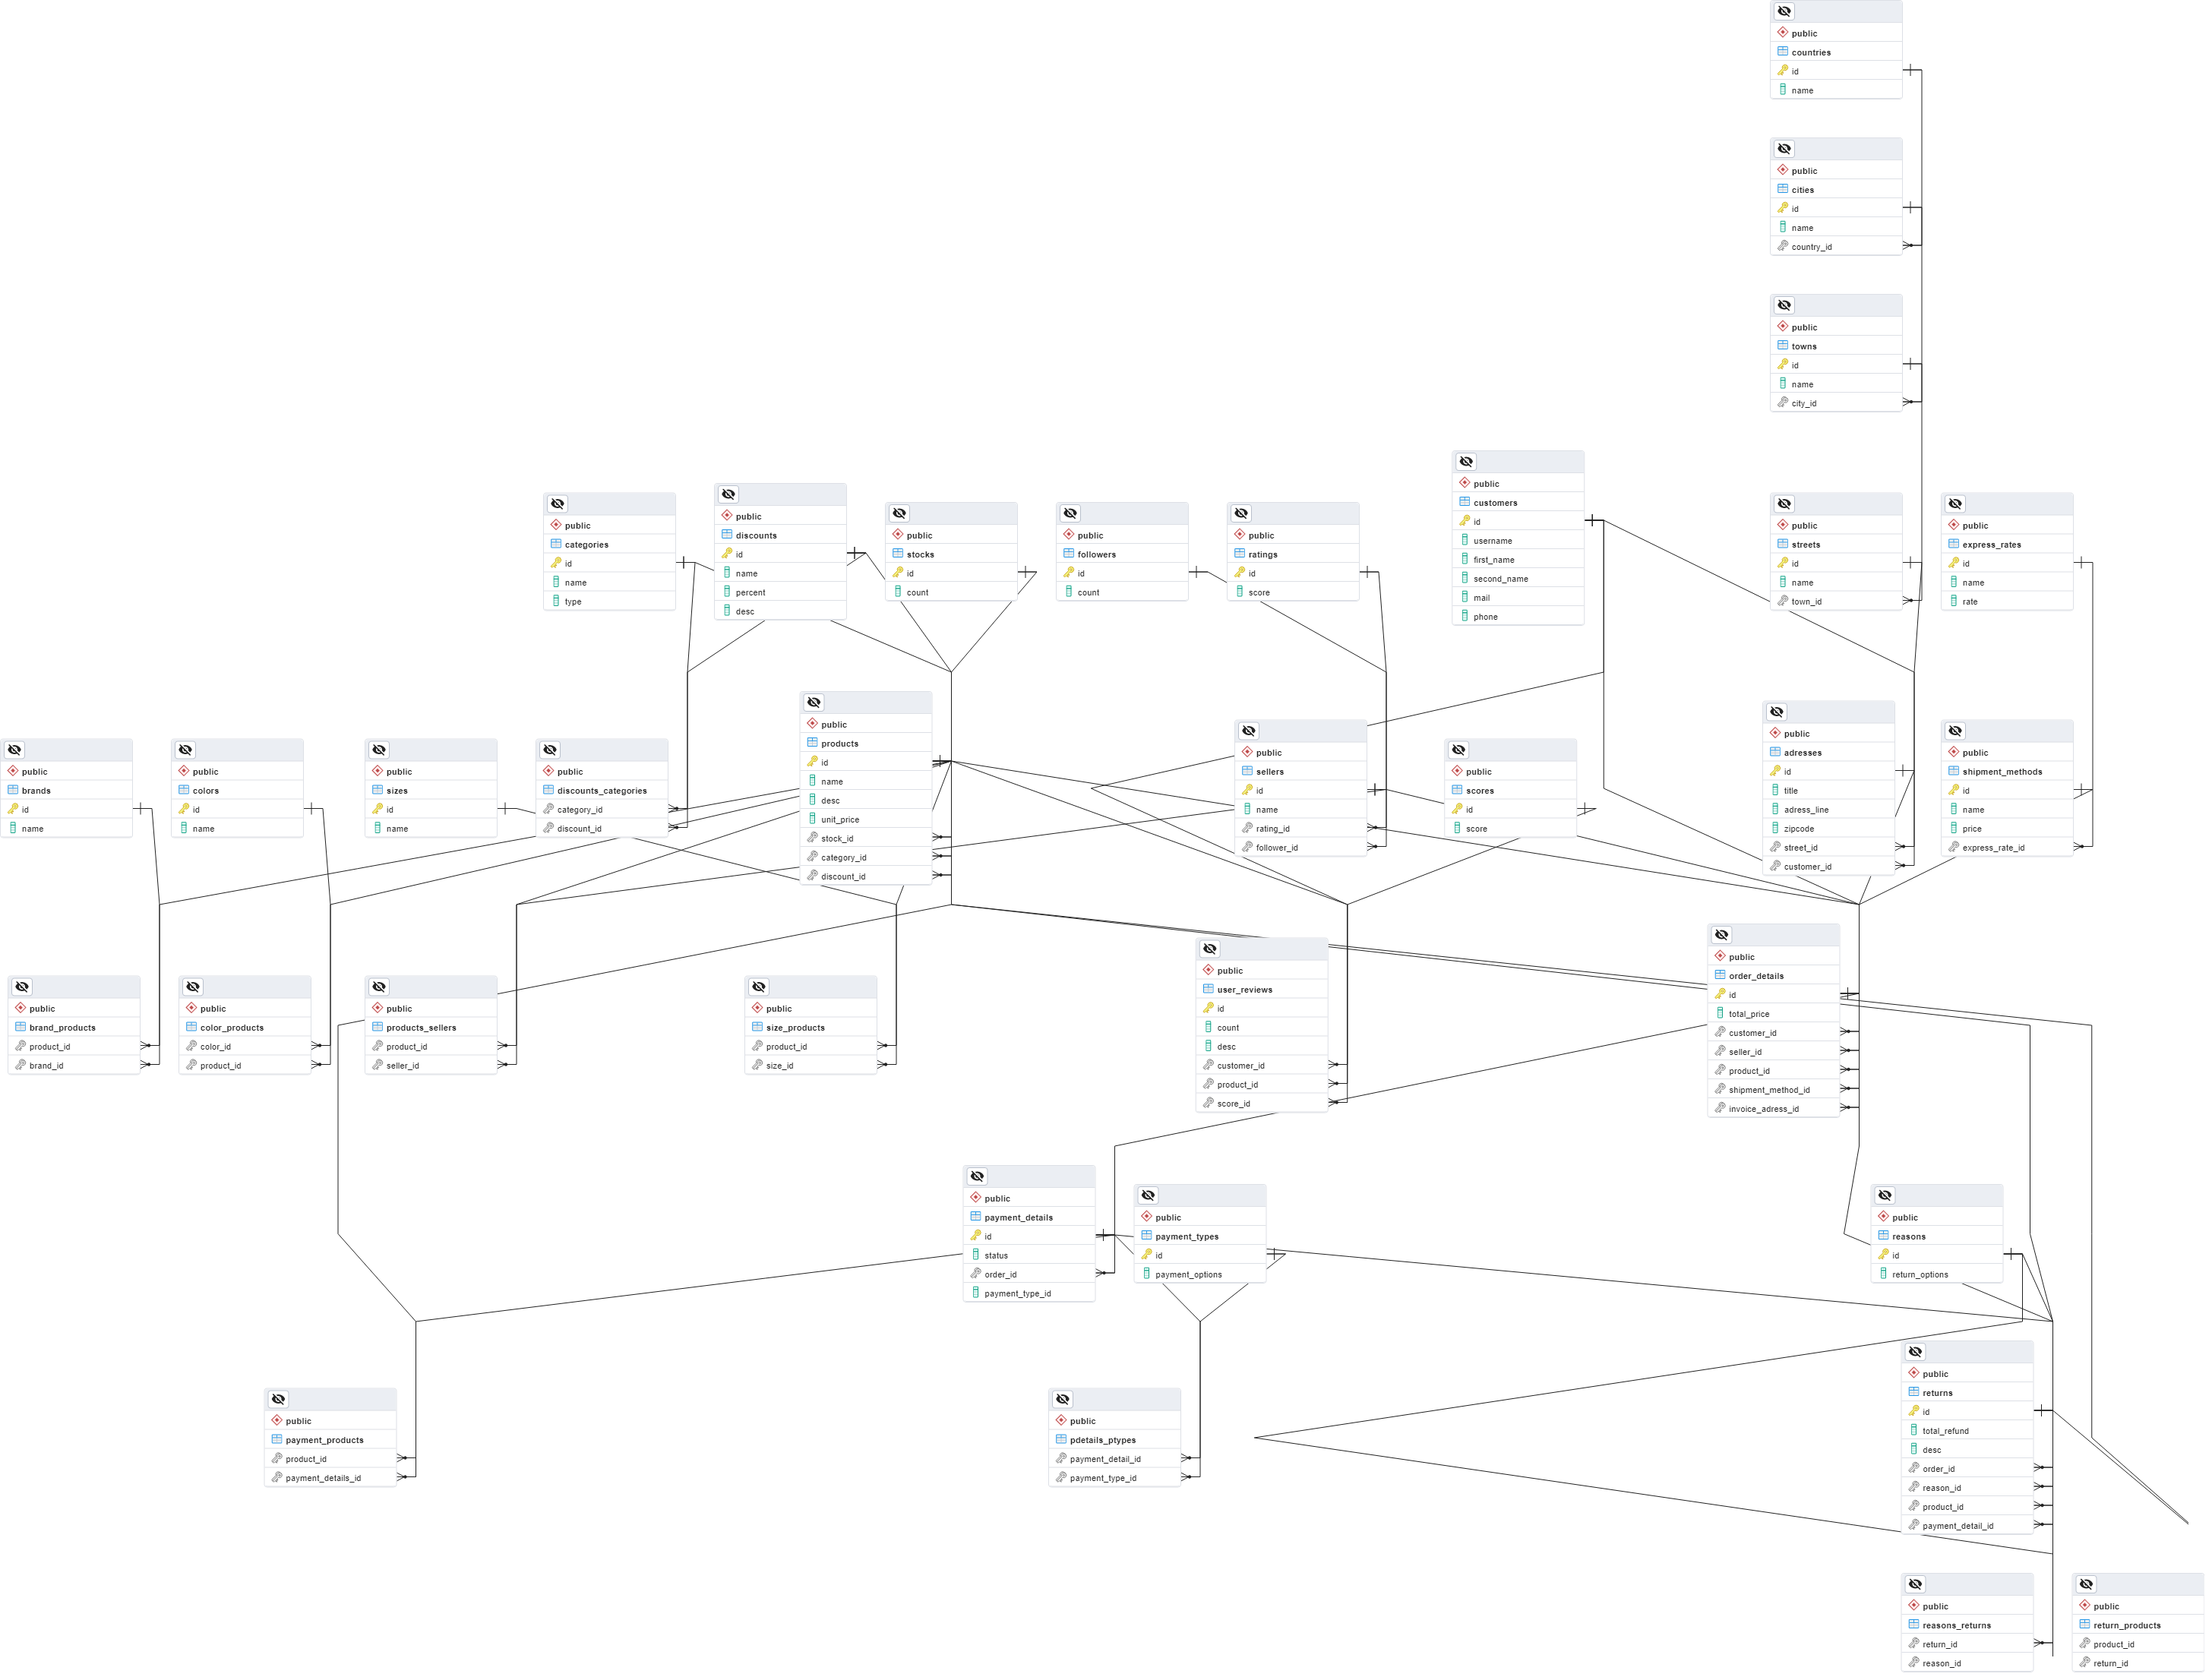 public
countries
id
name
public
cities
id
name
country_id
public
towns
id
name
city_id
public
categories
id
name
type
public
discounts
id
name
percent
desc
public
stocks
id
count
public
followers
id
count
public
ratings
id
score
public
customers
id
username
first_name
second_name
mail
phone
public
streets
id
name
town_id
public
express_rates
id
name
rate
public
brands
id
name
public
colors
id
name
public
sizes
id
name
public
discounts_categories
category_id
discount_id
public
products
id
name
desc
unit_price
stock_id
category_id
discount_id
public
sellers
id
name
rating_id
follower_id
public
scores
id
score
public
adresses
id
title
adress_line
zipcode
street_id
customer_id
public
shipment_methods
id
name
price
express_rate_id
public
brand_products
product_id
brand_id
public
color_products
color_id
product_id
public
products_sellers
product_id
seller_id
public
size_products
product_id
size_id
public
user_reviews
id
count
desc
customer_id
product_id
score_id
public
order_details
id
total_price
customer_id
seller_id
product_id
shipment_method_id
invoice_adress_id
public
payment_details
id
status
order_id
payment_type_id
public
payment_types
id
payment_options
public
reasons
id
return_options
public
payment_products
product_id
payment_details_id
public
pdetails_ptypes
payment_detail_id
payment_type_id
public
returns
id
total_refund
desc
order_id
reason_id
product_id
payment_detail_id
public
reasons_returns
return_id
reason_id
public
return_products
product_id
return_id